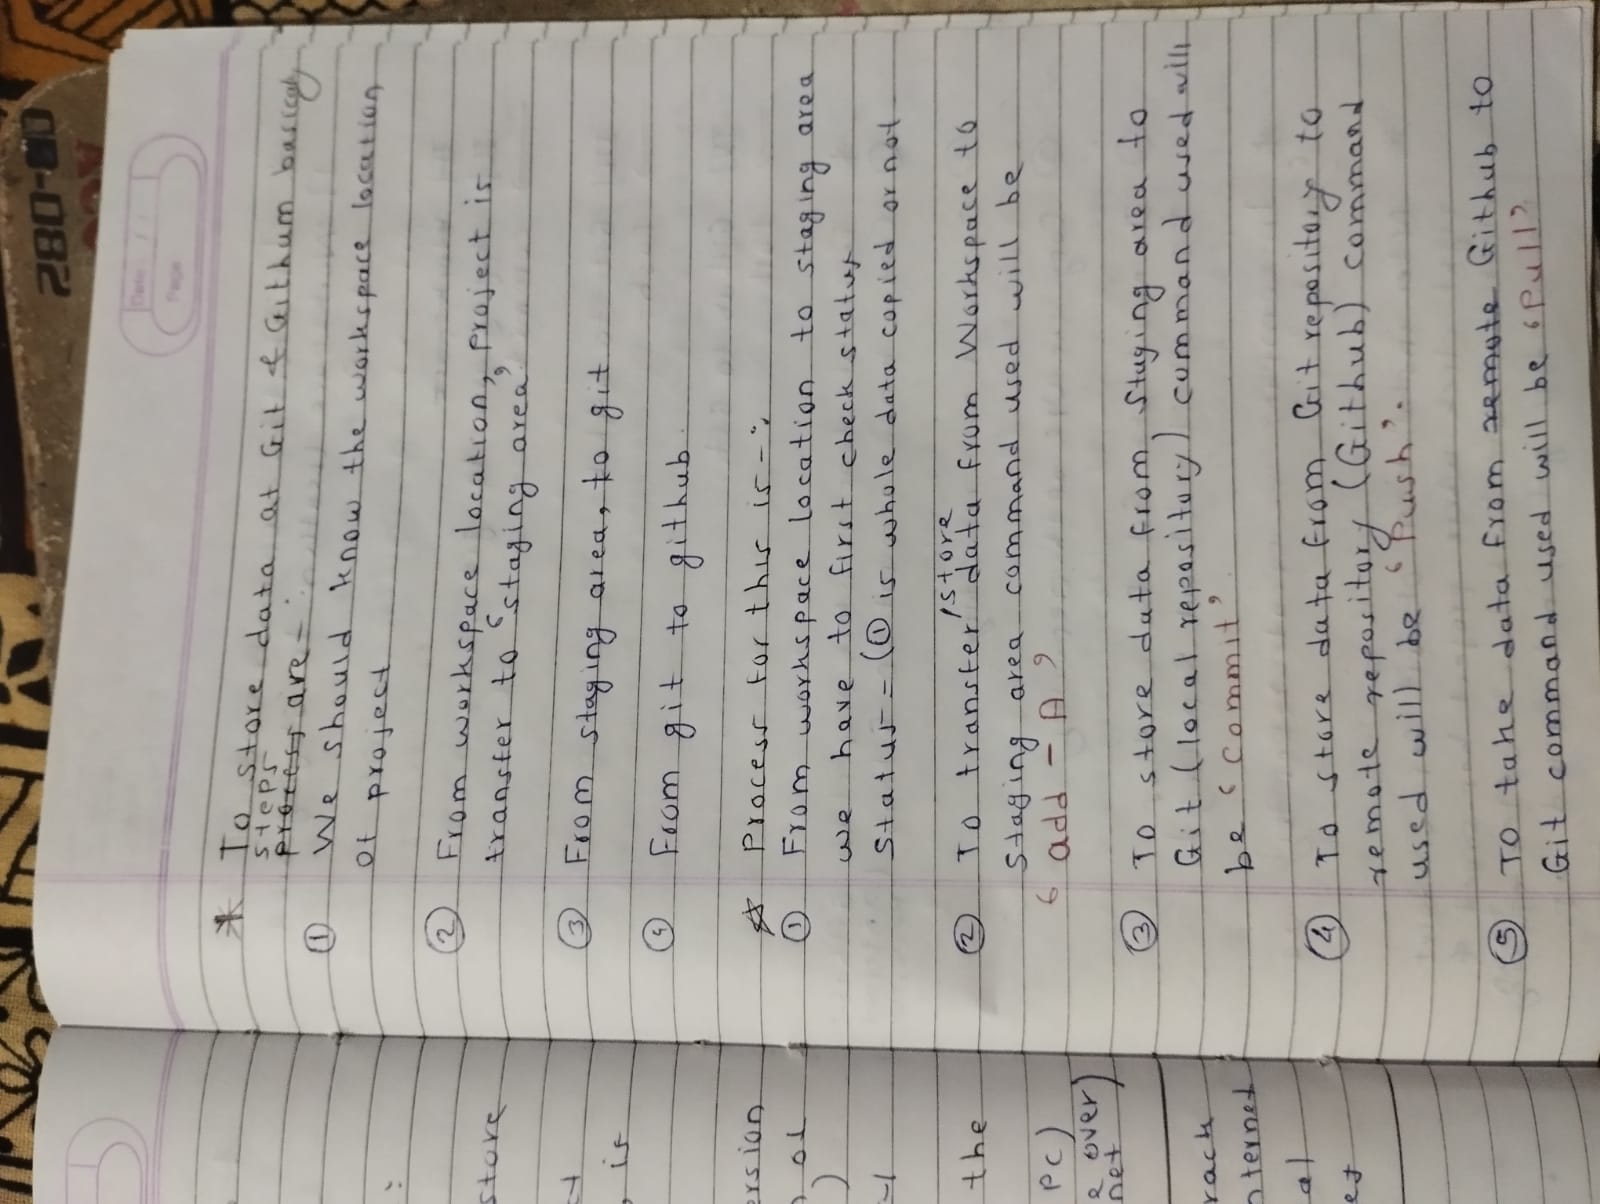 280-00
Date / /
Page
* To store data at Git & Githum basicaly
steps
process are -
① We should know the workspace location
of project
② From workspace location, project is
transfer to 'staging area'
③ From staging area, to git
④ From git to github.
☆ Process for this is -:
① From workspace location to staging area
we have to first check status
Status = (① is whole data copied or not
/store
② To transfer data from Workspace to
staging area command used will be
' add - A '
③ To store data from staging area to
Git (local repository) command used will
be 'Commit'
④ To store data from Git repository to
remote repository (Github) command
used will be 'Push'.
⑤ To take data from remote Github to
Git command used will be 'Pull'
:
store
ct
, is
ersion
of
)
the
PC)
e over)
net
rack
nternet
al
et